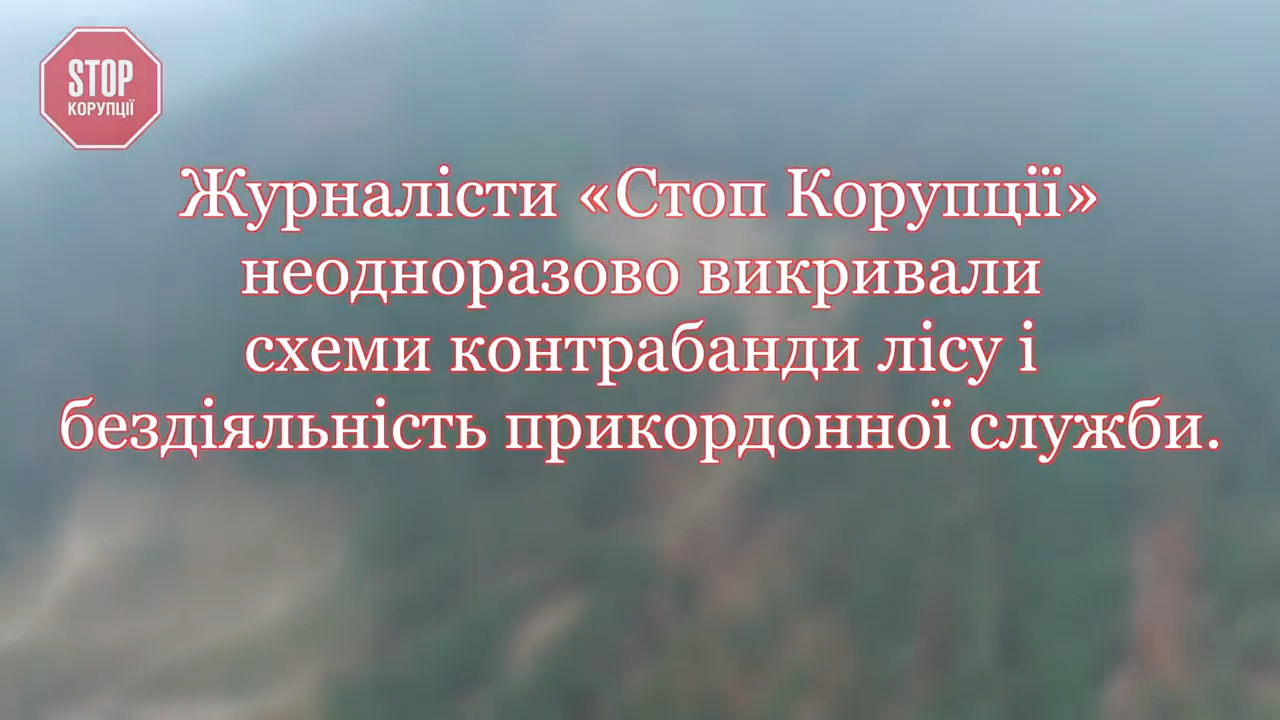 STOP
КОРУПЦІЇ
Журналісти «Стоп Корупції»
неодноразово викривали
схеми контрабанди лісу і
бездіяльність прикордонної служби.